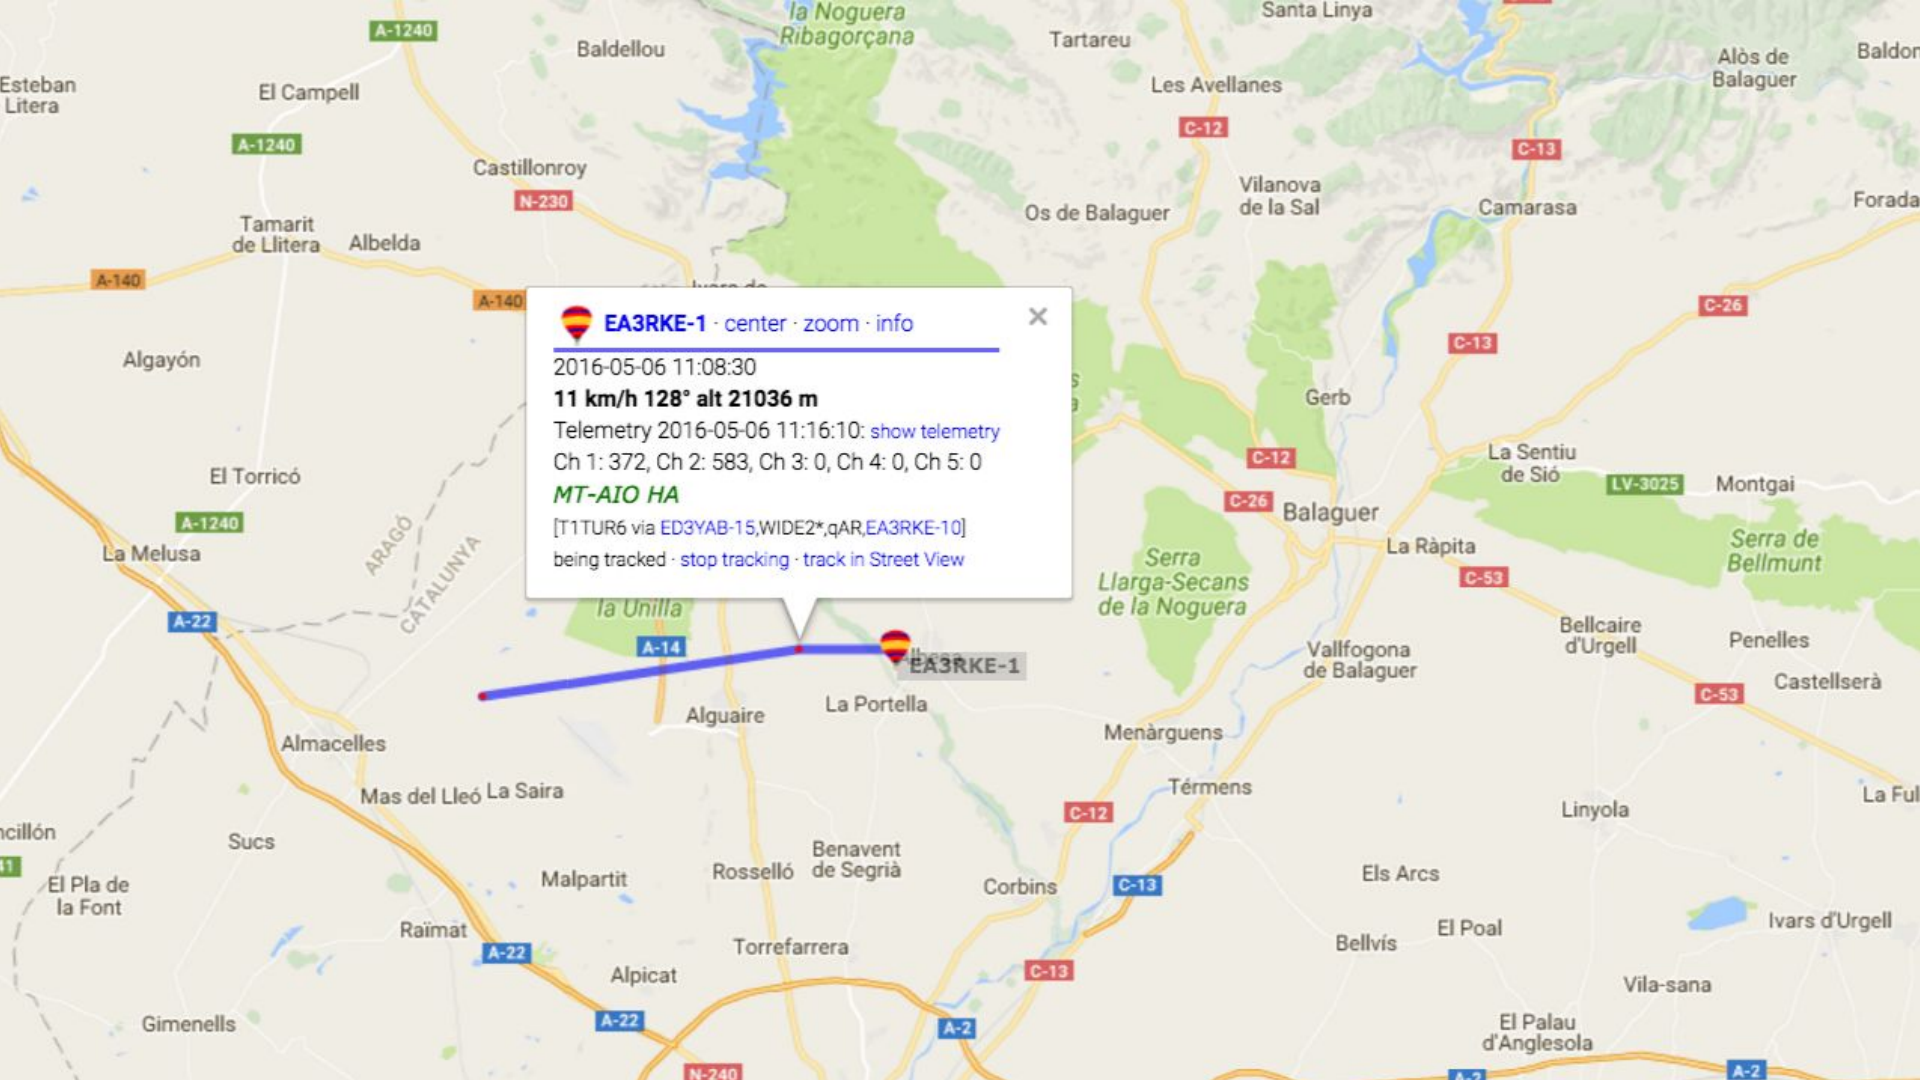 la Noguera
Ribagorçana
Santa Linya
A-1240
Baldellou
Tartareu
Alòs de
Balaguer
Esteban
Litera
El Campell
Les Avellanes
C-12
A-1240
C-13
Castillonroy
N-230
Vilanova
de la Sal
Os de Balaguer
Camarasa
Forada
Tamarit
de Llitera
Albelda
A-140
A-140
C-26
C-13
Algayón
EA3RKE-1 · center · zoom · info
2016-05-06 11:08:30
11 km/h 128° alt 21036 m
Telemetry 2016-05-06 11:16:10: show telemetry
Ch 1: 372, Ch 2: 583, Ch 3: 0, Ch 4: 0, Ch 5: 0
MT-AIO HA
[T1TUR6 via ED3YAB-15,WIDE2*,qAR,EA3RKE-10]
being tracked · stop tracking · track in Street View
Gerb
C-12
La Sentiu
de Sió
LV-3025
Montgai
El Torricó
C-26
Balaguer
A-1240
ARAGÓ
CATALUNYA
La Melusa
La Ràpita
Serra de
Bellmunt
Serra
Llarga-Secans
de la Noguera
C-53
la Unilla
A-22
A-14
Bellcaire
d'Urgell
Penelles
Vallfogona
de Balaguer
EA3RKE-1
Castellserà
C-53
La Portella
Alguaire
Almacelles
Menàrguens
Mas del Lleó
La Saira
Térmens
C-12
Linyola
La Ful
ncillón
Sucs
Benavent
de Segrià
Rosselló
Malpartit
Corbins
C-13
Els Arcs
El Pla de
la Font
Raïmat
A-22
Torrefarrera
El Poal
Ivars d'Urgell
Bellvís
Alpicat
C-13
Vila-sana
Gimenells
A-22
A-2
El Palau
d'Anglesola
N-240
A-2
A-2